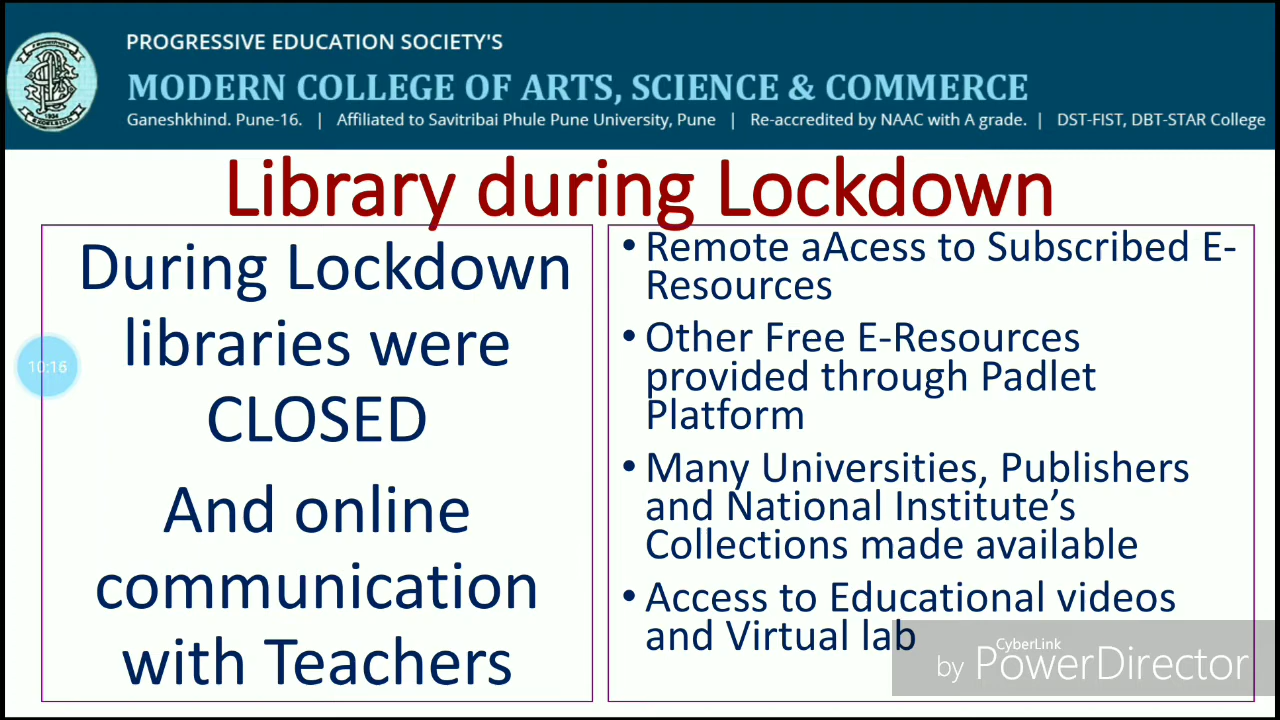 PROGRESSIVE EDUCATION SOCIETY'S
MODERN COLLEGE OF ARTS, SCIENCE & COMMERCE
Ganeshkhind. Pune-16. | Affiliated to Savitribai Phule Pune University, Pune | Re-accredited by NAAC with A grade. | DST-FIST, DBT-STAR College
Library during Lockdown
During Lockdown
libraries were
CLOSED
And online
communication
with Teachers
• Remote aAcess to Subscribed E-
Resources
• Other Free E-Resources
provided through Padlet
Platform
• Many Universities, Publishers
and National Institute’s
Collections made available
• Access to Educational videos
and Virtual lab
10:16
1934
CyberLink
by PowerDirector